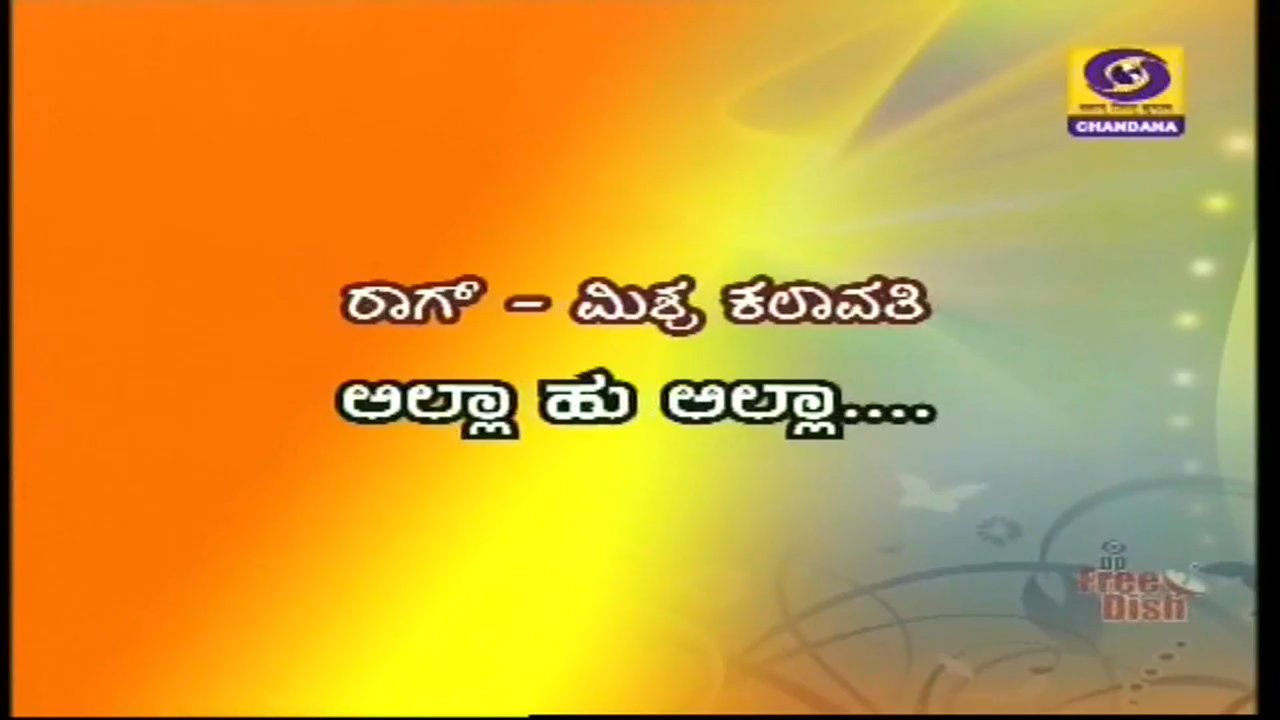 CHANDANA
ರಾಗ್ - ಮಿಶ್ರ ಕಲಾವತಿ
ಅಲ್ಲಾ ಹು ಅಲ್ಲಾ....
DD
Free
Dish